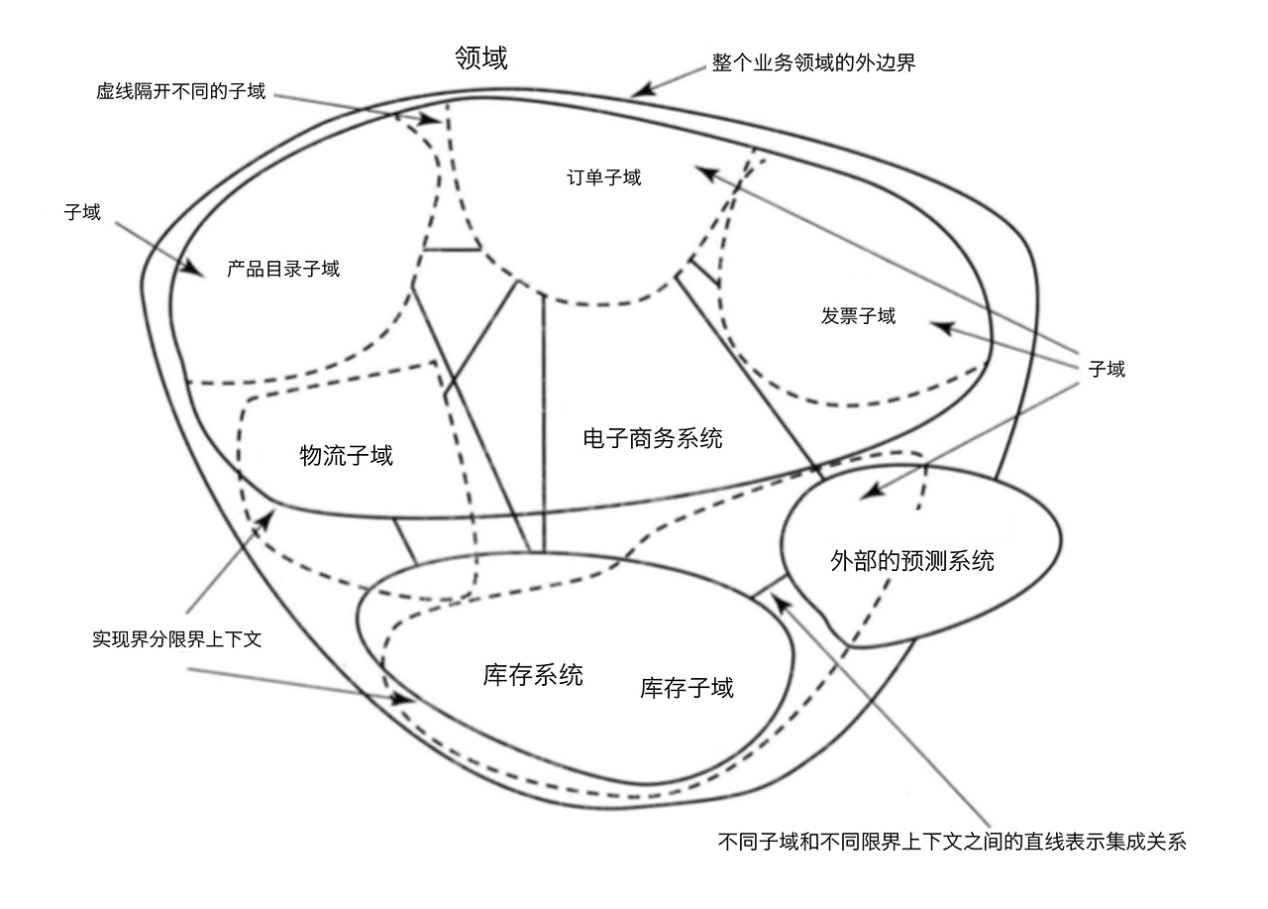 领域
整个业务领域的外边界
虚线隔开不同的子域
订单子域
子域
产品目录子域
发票子域
子域
电子商务系统
物流子域
外部的预测系统
实现界分限界上下文
库存系统
库存子域
不同子域和不同限界上下文之间的直线表示集成关系